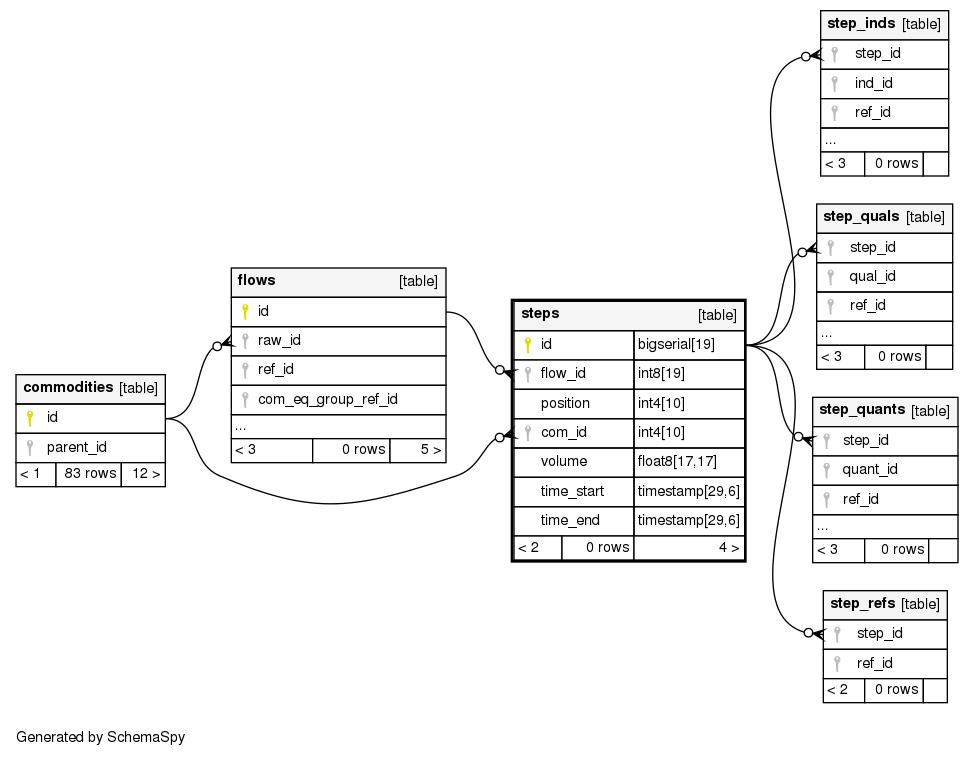 step_inds [table]
step_id
ind_id
ref_id
...
< 3 0 rows
step_quals [table]
step_id
qual_id
ref_id
...
< 3 0 rows
flows [table]
id
raw_id
ref_id
com_eq_group_ref_id
...
< 3 0 rows 5 >
steps [table]
id bigserial[19]
flow_id int8[19]
position int4[10]
com_id int4[10]
volume float8[17,17]
time_start timestamp[29,6]
time_end timestamp[29,6]
< 2 0 rows 4 >
commodities [table]
id
parent_id
< 1 83 rows 12 >
step_quants [table]
step_id
quant_id
ref_id
...
< 3 0 rows
step_refs [table]
step_id
ref_id
< 2 0 rows
Generated by SchemaSpy